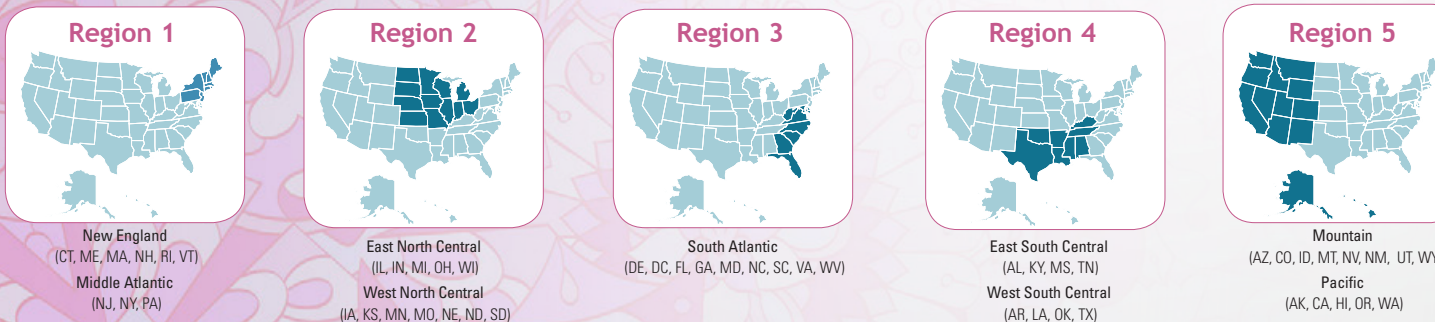 Region 1
New England
(CT, ME, MA, NH, RI, VT)
Middle Atlantic
(NJ, NY, PA)
Region 2
East North Central
(IL, IN, MI, OH, WI)
West North Central
(IA, KS, MN, MO, NE, ND, SD)
Region 3
South Atlantic
(DE, DC, FL, GA, MD, NC, SC, VA, WV)
Region 4
East South Central
(AL, KY, MS, TN)
West South Central
(AR, LA, OK, TX)
Region 5
Mountain
(AZ, CO, ID, MT, NV, NM, UT, WY
Pacific
(AK, CA, HI, OR, WA)